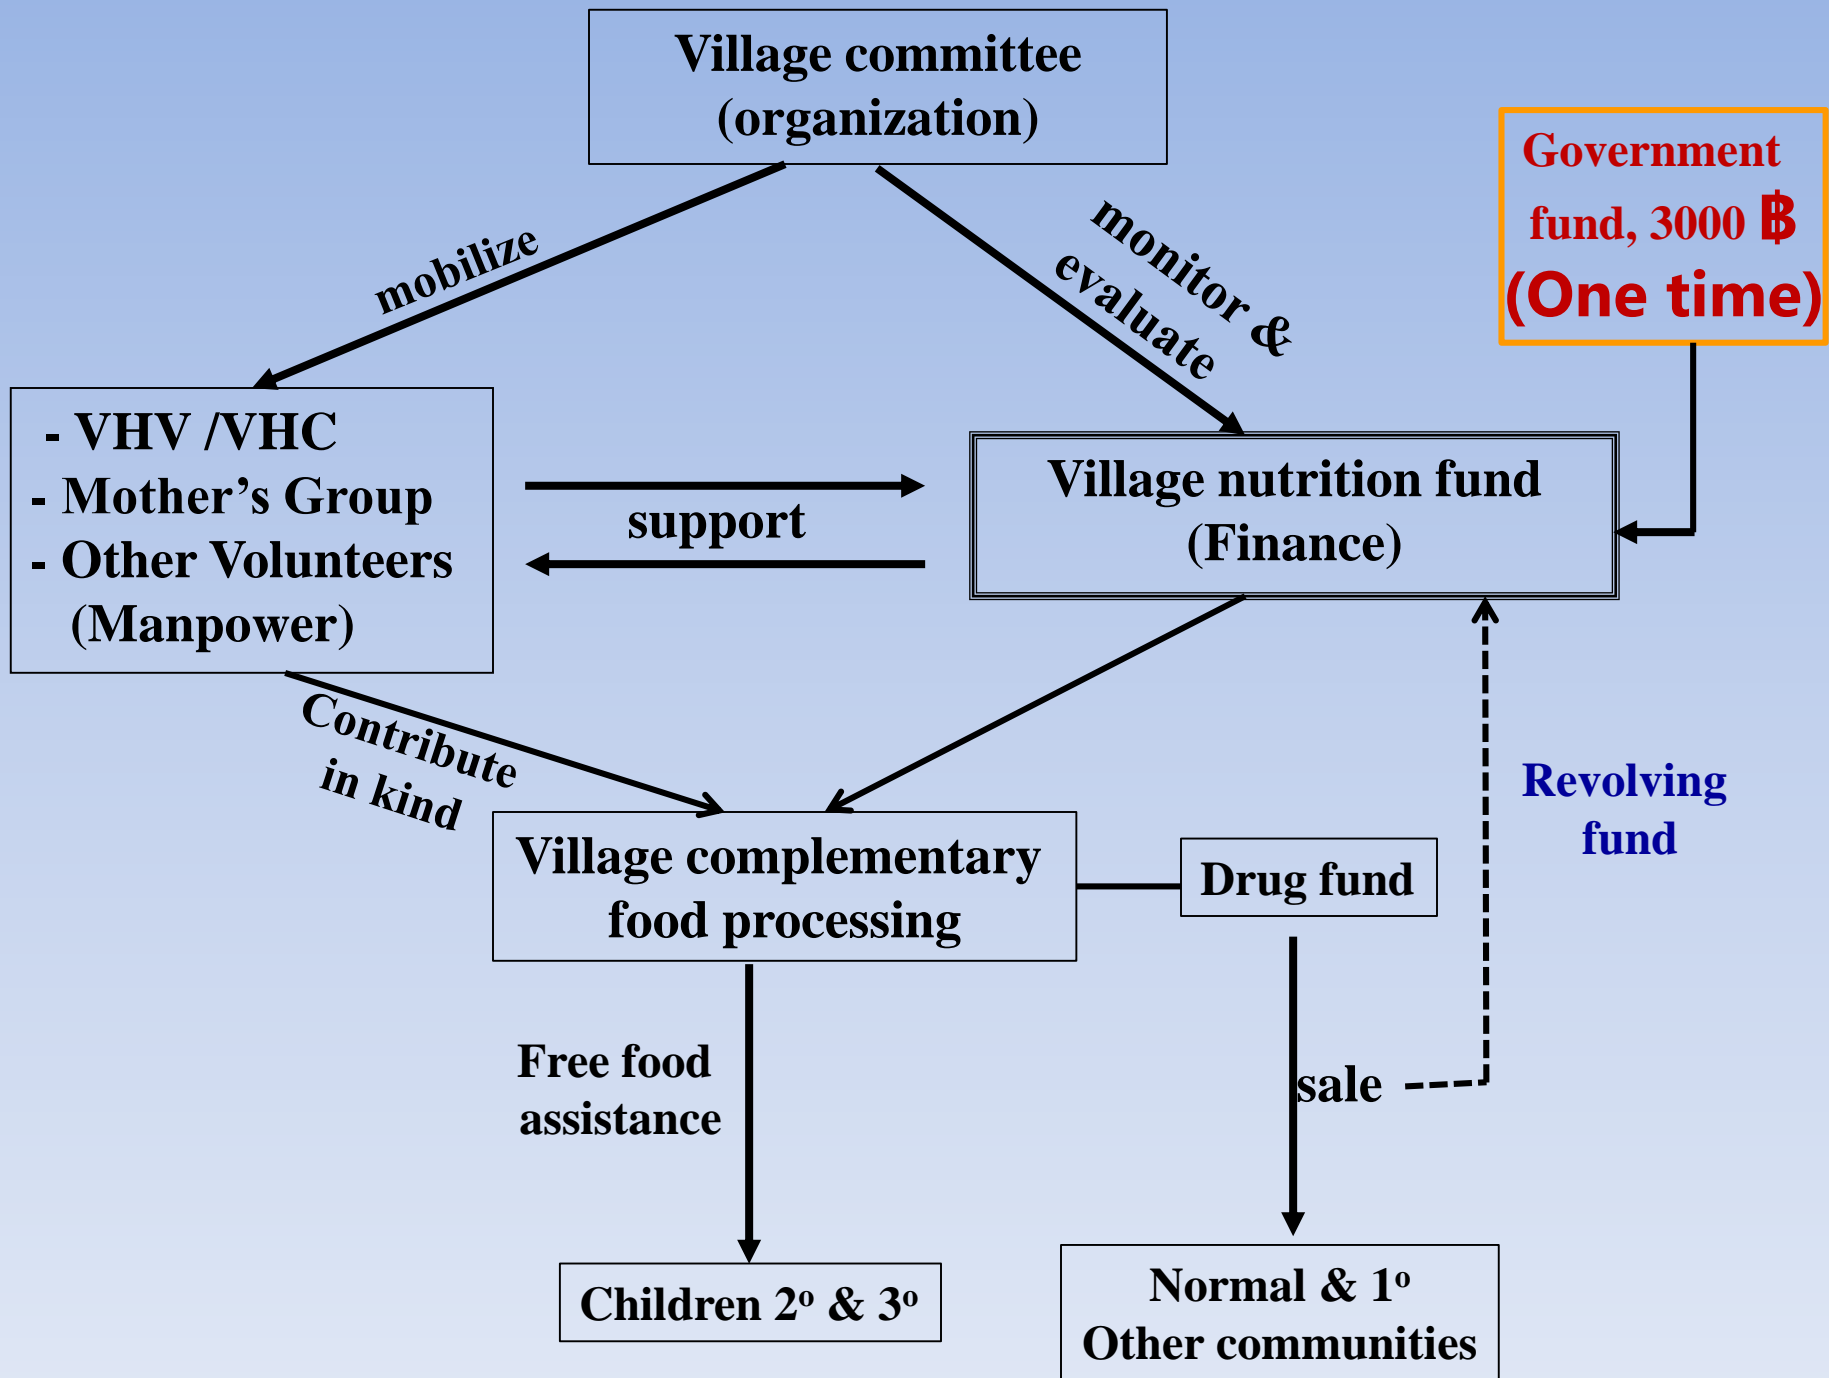 Village committee
(organization)
Government
fund, 3000 ฿
(One time)
mobilize
monitor &
evaluate
- VHV /VHC
- Mother’s Group
- Other Volunteers
(Manpower)
support
Village nutrition fund
(Finance)
Contribute
in kind
Revolving
fund
Village complementary
food processing
Drug fund
Free food
assistance
sale
Children 2º & 3º
Normal & 1º
Other communities